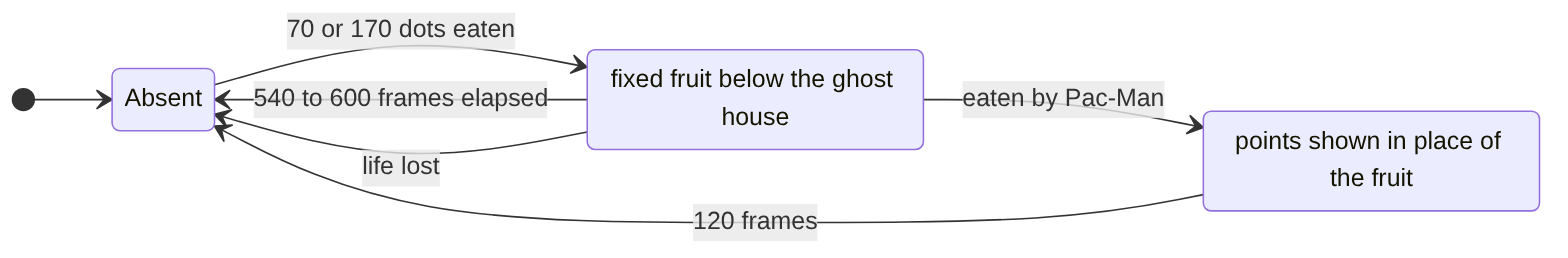 70 or 170 dots eaten
Absent
540 to 600 frames elapsed
fixed fruit below the ghost
house
eaten by Pac-Man
life lost
points shown in place of
the fruit
120 frames